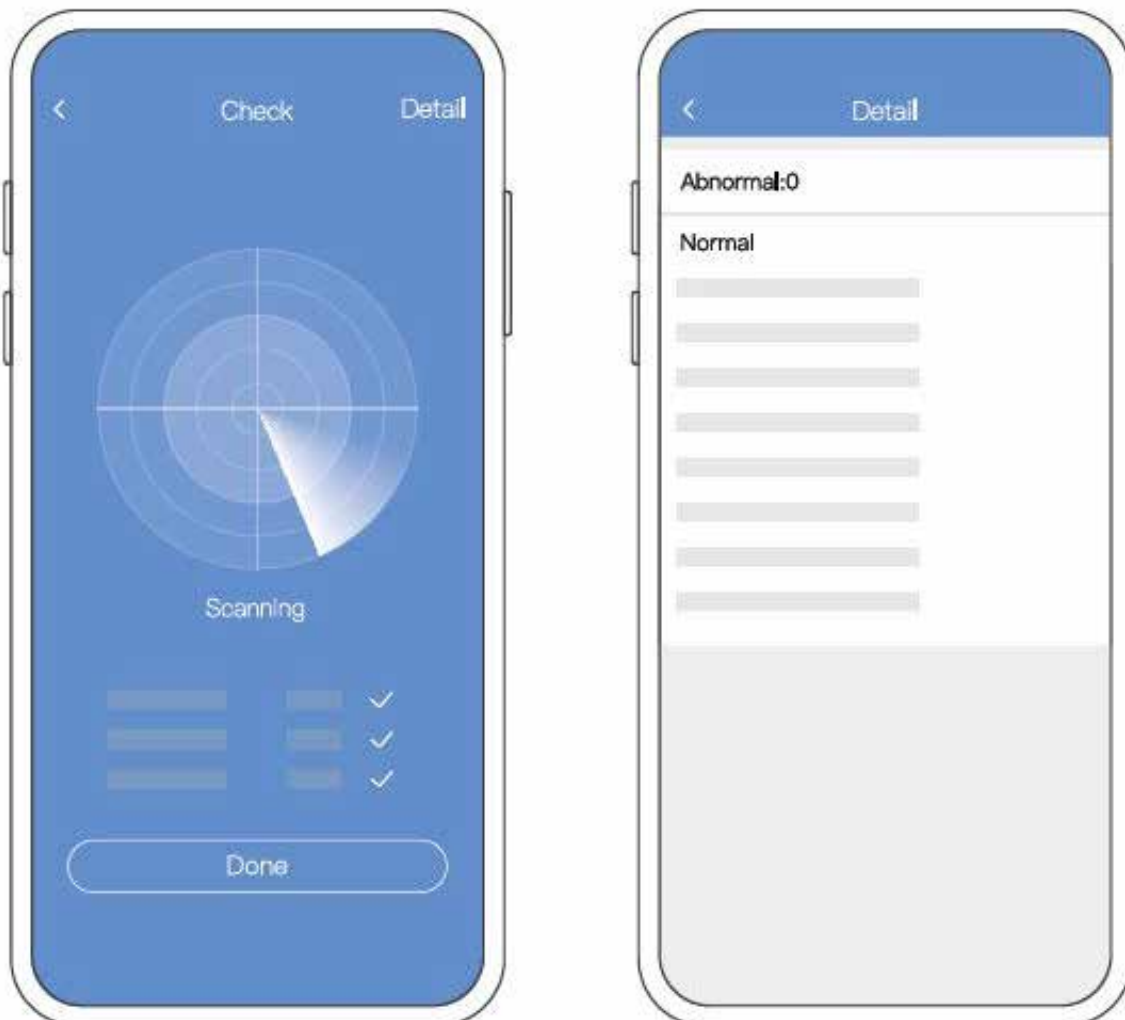 Check Detail
Scanning
Done
Detail
Abnormal:0
Normal